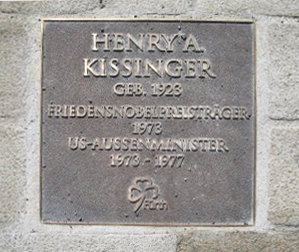 HENRY A.
KISSINGER
GEB. 1923
FRIEDENSNOBELPREISTRÄGER
1973
US-AUSSENMINISTER
1973 - 1977
Fürth